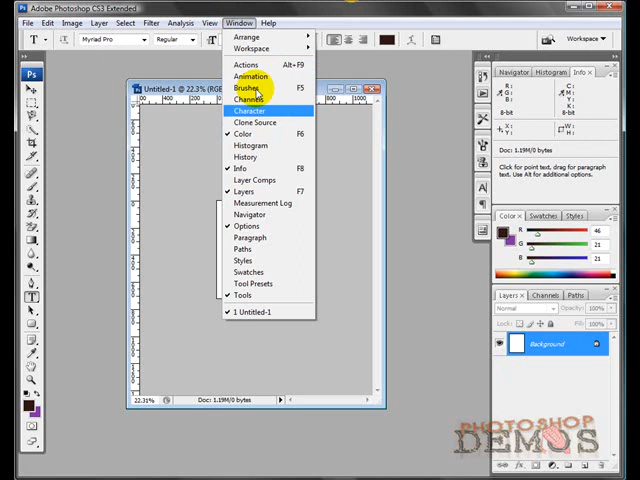 Adobe Photoshop CS3 Extended
File Edit Image Layer Select Filter Analysis View Window Help
T Myriad Pro Regular Workspace
Arrange
Workspace
Actions Alt+F9
Animation
Brushes F5
Channels
Character
Clone Source
Color F6
Histogram
History
Info F8
Layer Comps
Layers F7
Measurement Log
Navigator
Options
Paragraph
Paths
Styles
Swatches
Tool Presets
Tools
1 Untitled-1
Ps
Untitled-1 @ 22.3% (RGB
22.31% Doc: 1.19M/0 bytes
Navigator Histogram Info
R: C:
G: M:
B: Y:
K:
8-bit 8-bit
X: W:
Y: H:
Doc: 1.19M/0 bytes
Click for point text, drag for paragraph
text. Use Alt for additional options.
Color Swatches Styles
R 46
G 21
B 21
Layers Channels Paths
Normal Opacity: 100%
Lock: Fill: 100%
Background
PHOTOSHOP
DEMOS